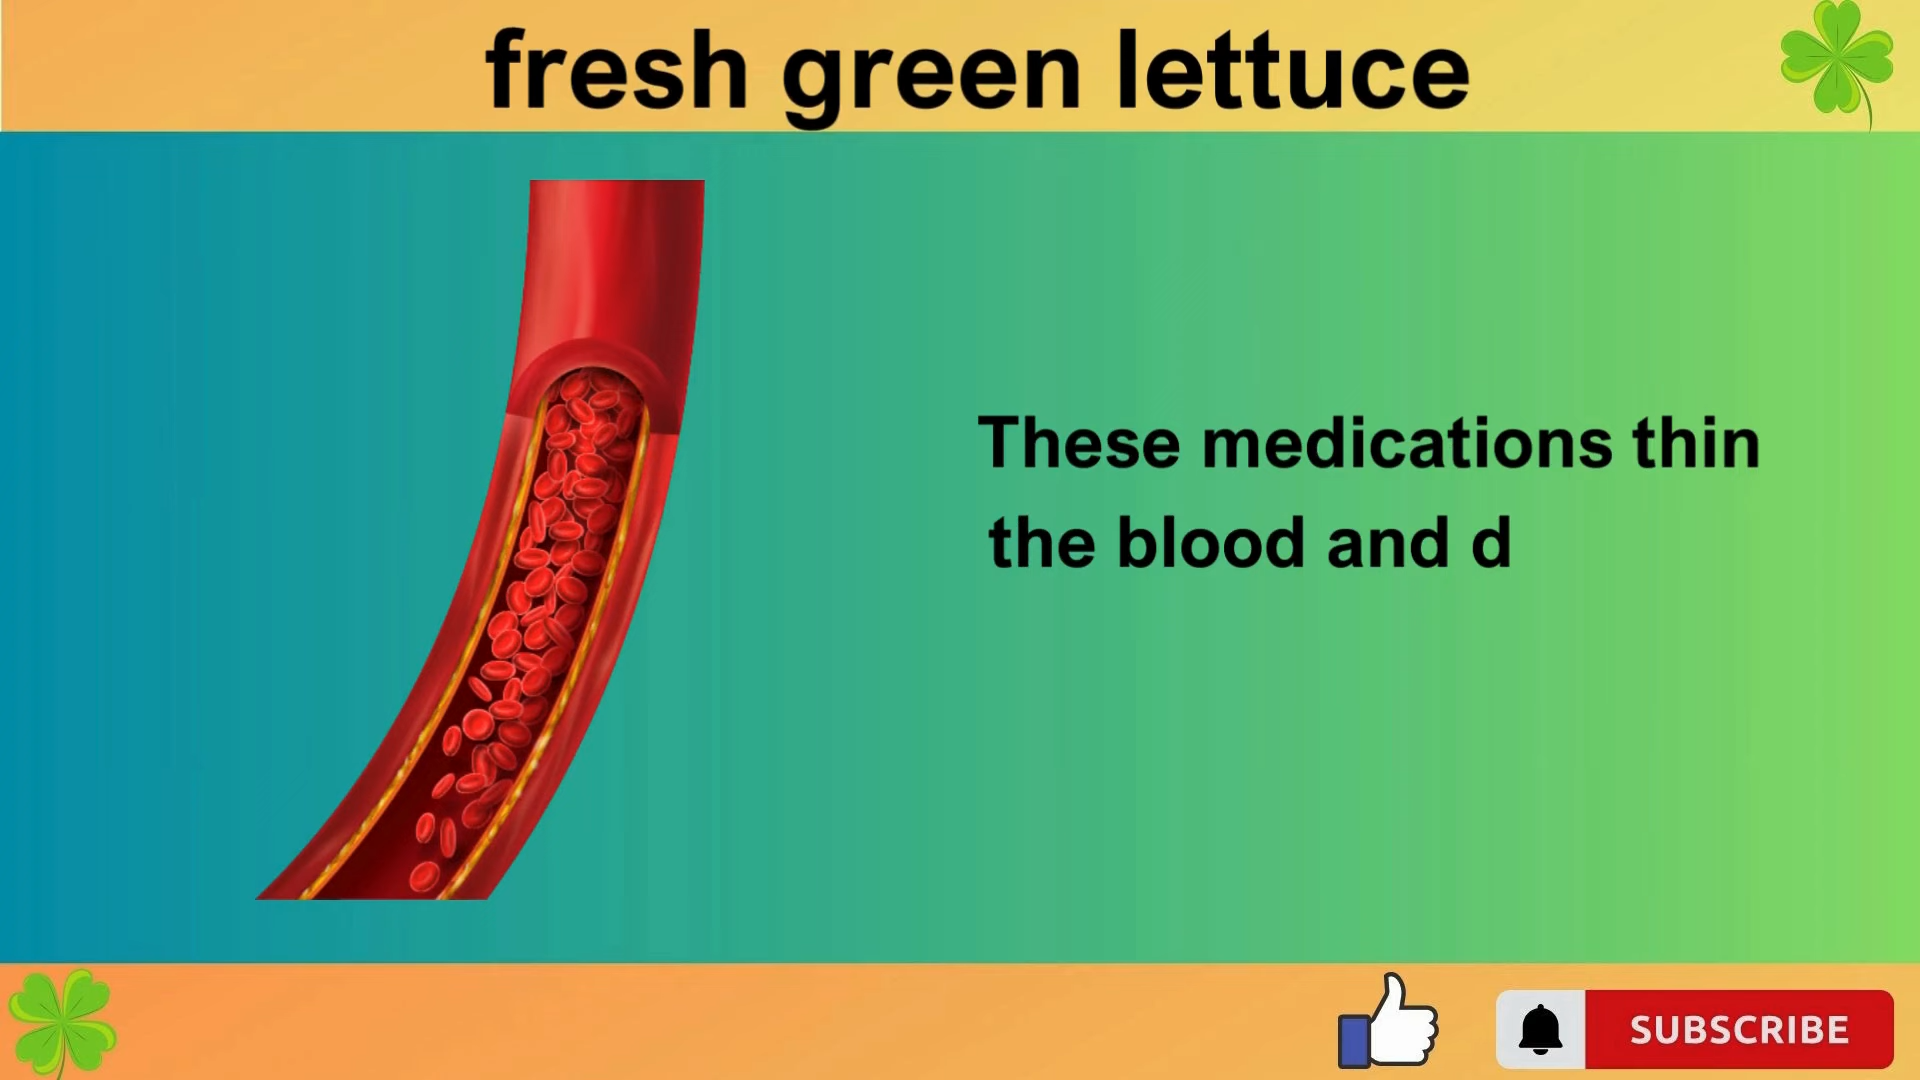 fresh green lettuce
These medications thin
the blood and d
SUBSCRIBE